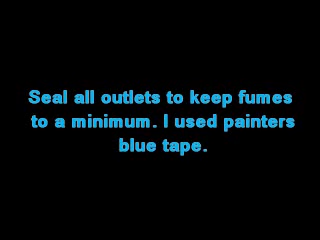 Seal all outlets to keep fumes
to a minimum. I used painters
blue tape.